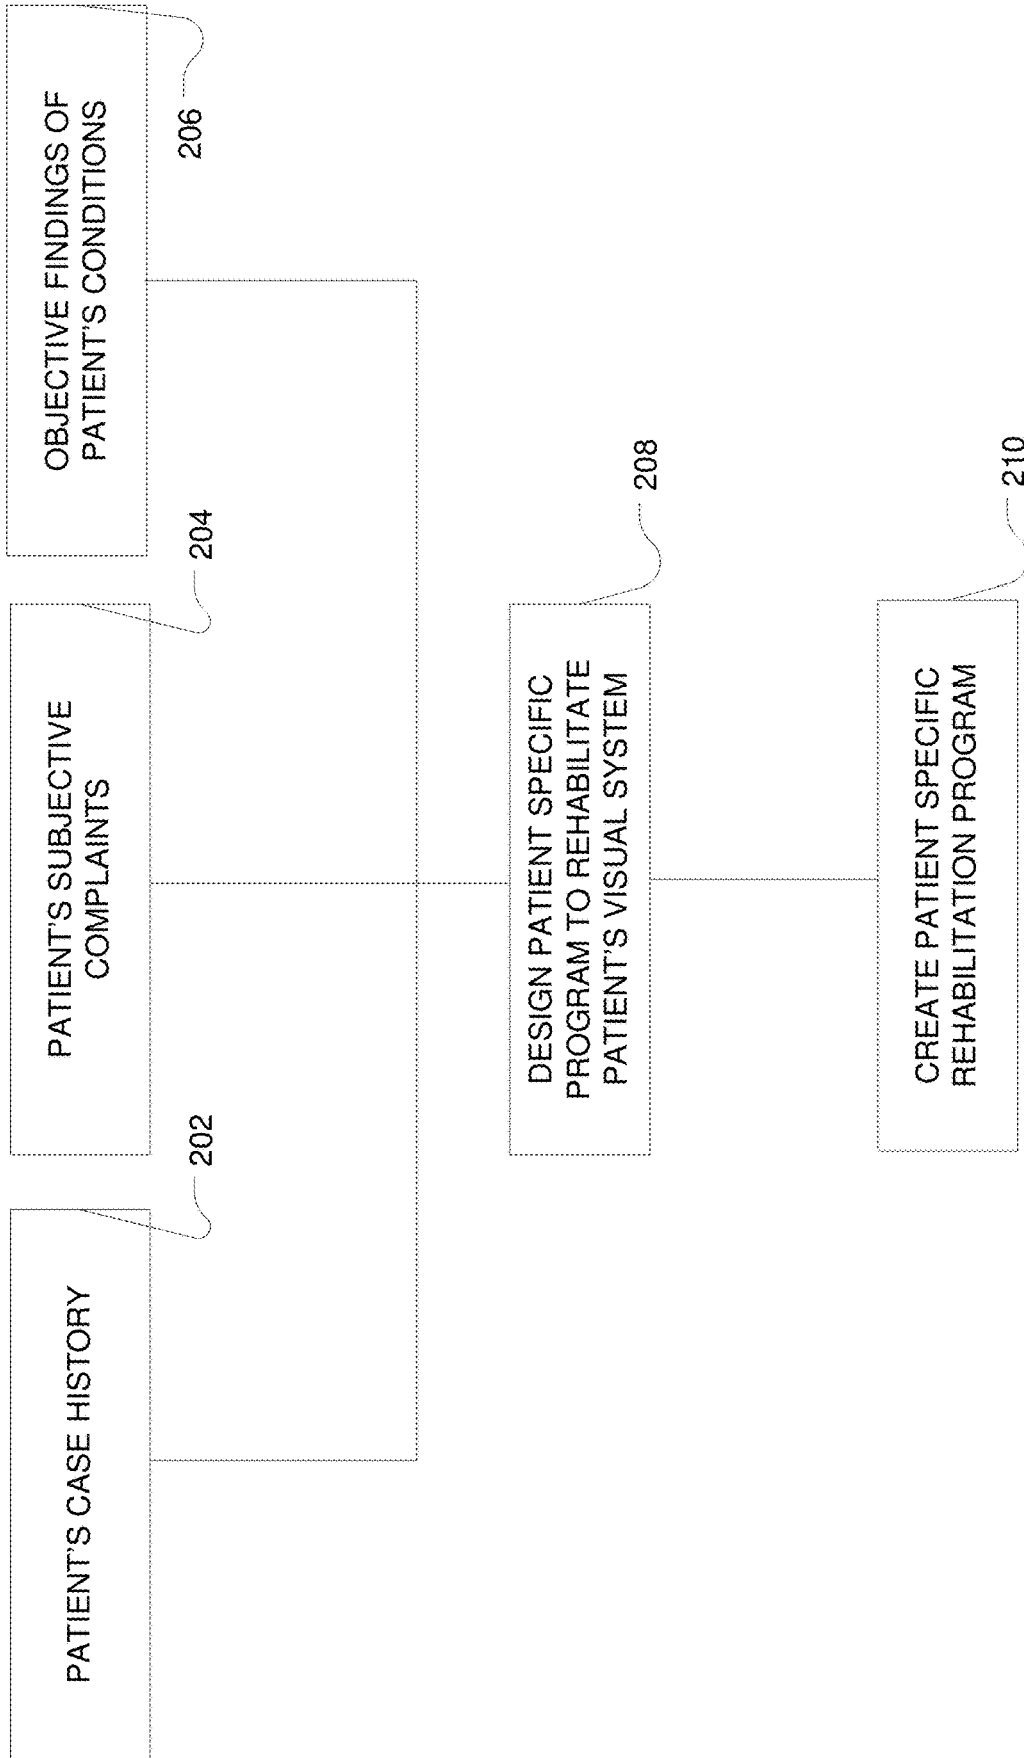 PATIENT'S CASE HISTORY
202
PATIENT'S SUBJECTIVE
COMPLAINTS
204
OBJECTIVE FINDINGS OF
PATIENT'S CONDITIONS
206
DESIGN PATIENT SPECIFIC
PROGRAM TO REHABILITATE
PATIENT'S VISUAL SYSTEM
208
CREATE PATIENT SPECIFIC
REHABILITATION PROGRAM
210